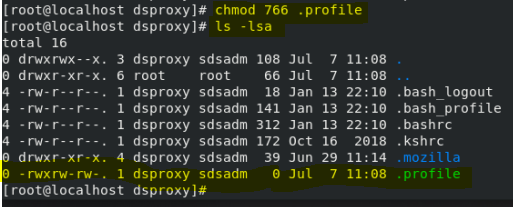 [root@localhost dsproxy]# chmod 766 .profile
[root@localhost dsproxy]# ls -lsa
total 16
0 drwxrwx--x. 3 dsproxy sdsadm 108 Jul  7 11:08 .
0 drwxr-xr-x. 6 root    root    66 Jul  7 11:08 ..
4 -rw-r--r--. 1 dsproxy sdsadm  18 Jan 13 22:10 .bash_logout
4 -rw-r--r--. 1 dsproxy sdsadm 141 Jan 13 22:10 .bash_profile
4 -rw-r--r--. 1 dsproxy sdsadm 312 Jan 13 22:10 .bashrc
4 -rw-r--r--. 1 dsproxy sdsadm 172 Oct 16  2018 .kshrc
0 drwxr-xr-x. 4 dsproxy sdsadm  39 Jun 29 11:14 .mozilla
0 -rwxrw-rw-. 1 dsproxy sdsadm   0 Jul  7 11:08 .profile
[root@localhost dsproxy]#